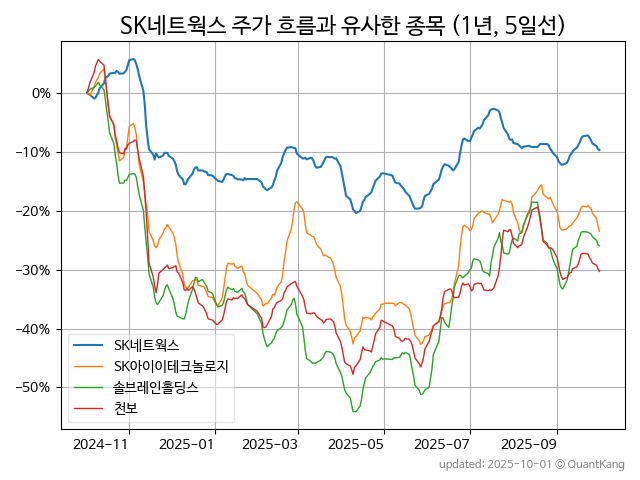 SK네트웍스 주가 흐름과 유사한 종목 (1년, 5일선)
0%
−10%
−20%
−30%
−40%
−50%
SK네트웍스
SK아이이테크놀로지
솔브레인홀딩스
천보
2024-11
2025-01
2025-03
2025-05
2025-07
2025-09
updated: 2025-10-01 © QuantKang